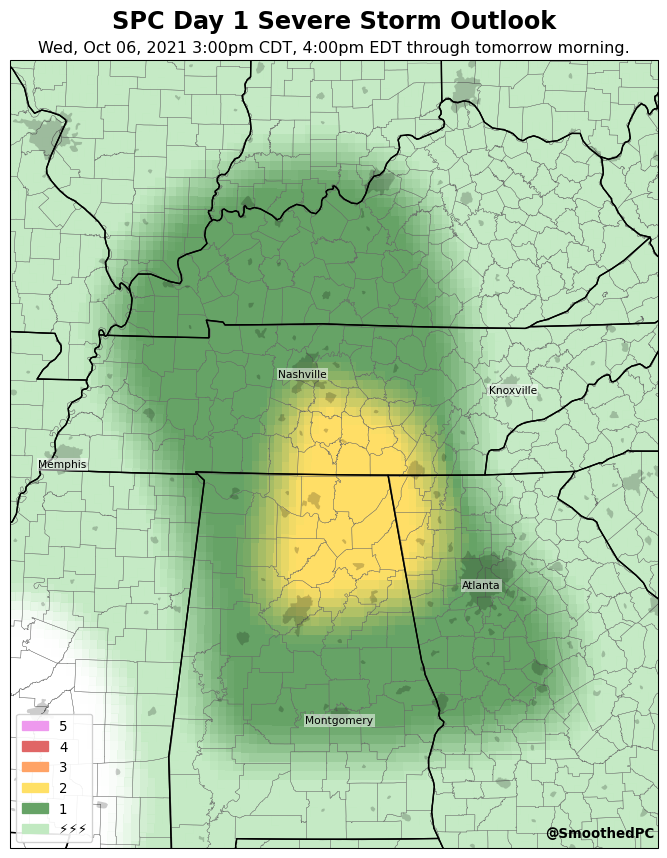 SPC Day 1 Severe Storm Outlook
Wed, Oct 06, 2021 3:00pm CDT, 4:00pm EDT through tomorrow morning.
Nashville
Knoxville
Memphis
Atlanta
Montgomery
5
4
3
2
1
⚡⚡⚡
@SmoothedPC